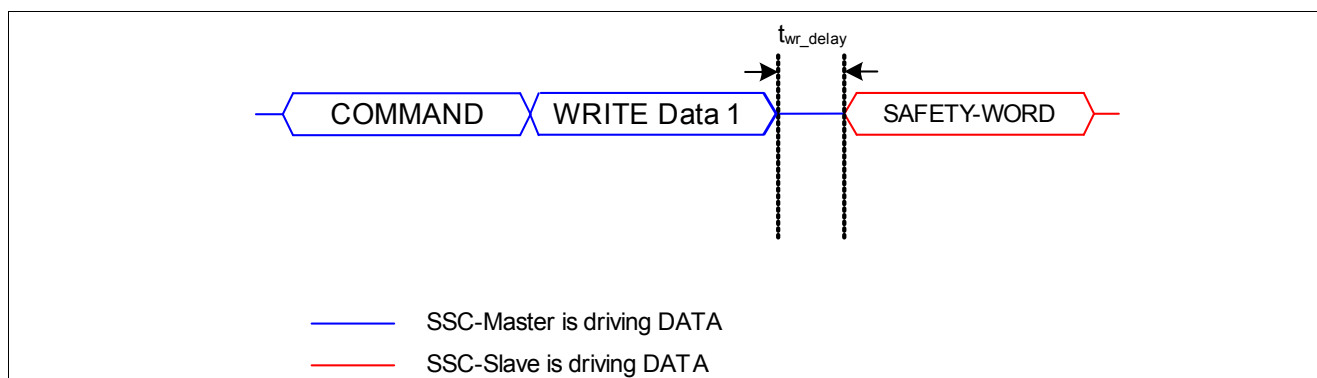 twr_delay
COMMAND WRITE Data 1 SAFETY-WORD
SSC-Master is driving DATA
SSC-Slave is driving DATA